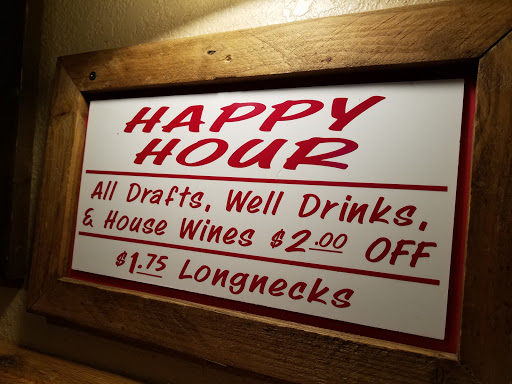 HAPPY
HOUR
All Drafts, Well Drinks,
& House Wines $2.00 OFF
$1.75 Longnecks